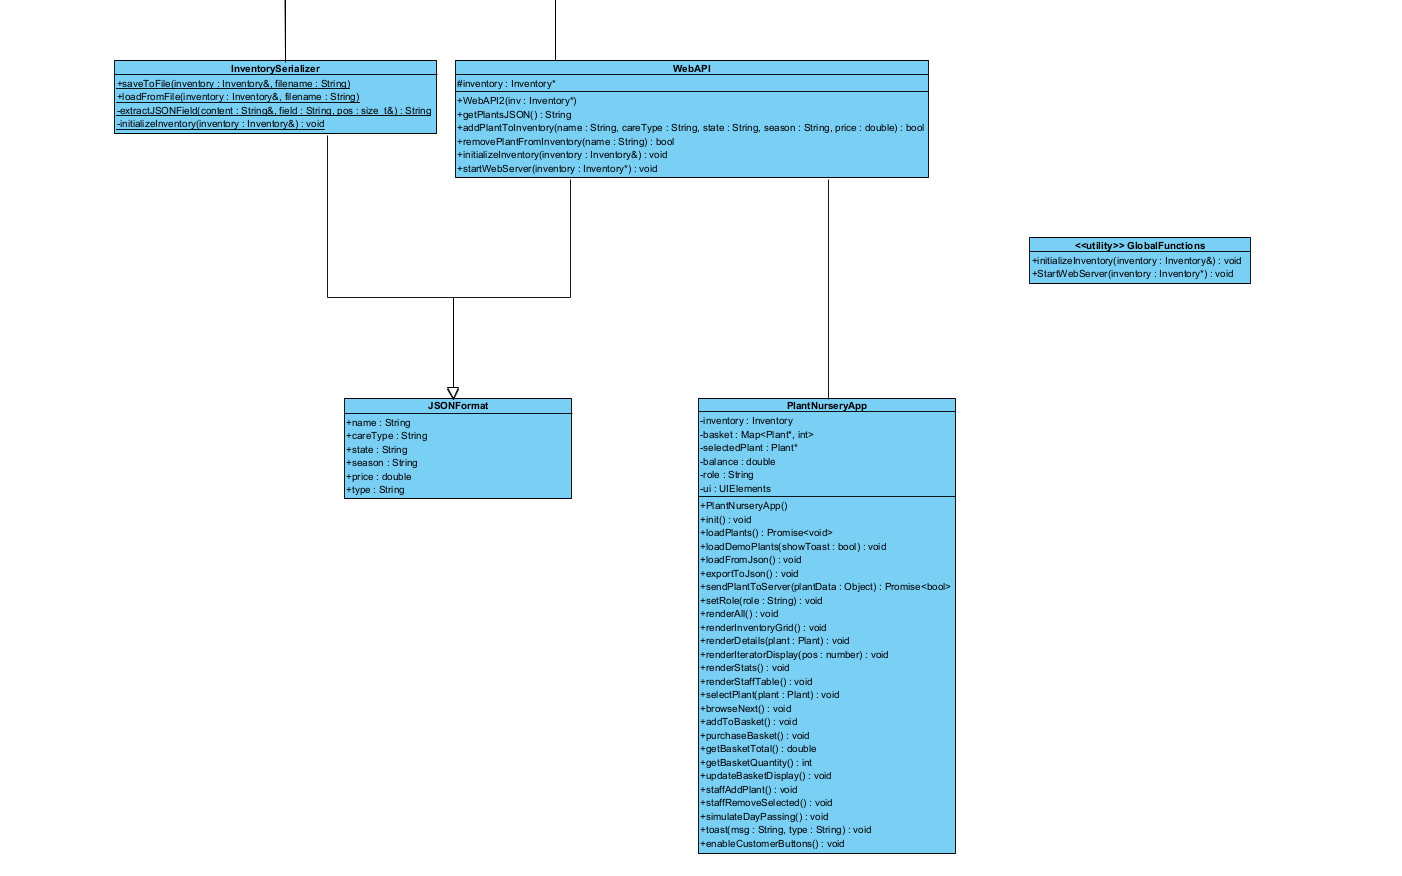 InventorySerializer
+saveToFile(inventory : Inventory&, filename : String)
+loadFromFile(inventory : Inventory&, filename : String)
-extractJSONField(content : String&, field : String, pos : size_t&) : String
-initializeInventory(inventory : Inventory&) : void
WebAPI
#inventory : Inventory*
+WebAPI2(inv : Inventory*)
+getPlantsJSON() : String
+addPlantToInventory(name : String, careType : String, state : String, season : String, price : double) : bool
+removePlantFromInventory(name : String) : bool
+initializeInventory(inventory : Inventory&) : void
+startWebServer(inventory : Inventory*) : void
<<utility>> GlobalFunctions
+initializeInventory(inventory : Inventory&) : void
+StartWebServer(inventory : Inventory*) : void
JSONFormat
+name : String
+careType : String
+state : String
+season : String
+price : double
+type : String
PlantNurseryApp
-inventory : Inventory
-basket : Map<Plant*, int>
-selectedPlant : Plant*
-balance : double
-role : String
-ui : UIElements
+PlantNurseryApp()
+init() : void
+loadPlants() : Promise<void>
+loadDemoPlants(showToast : bool) : void
+loadFromJson() : void
+exportToJson() : void
+sendPlantToServer(plantData : Object) : Promise<bool>
+setRole(role : String) : void
+renderAll() : void
+renderInventoryGrid() : void
+renderDetails(plant : Plant) : void
+renderIteratorDisplay(pos : number) : void
+renderStats() : void
+renderStaffTable() : void
+selectPlant(plant : Plant) : void
+browseNext() : void
+addToBasket() : void
+purchaseBasket() : void
+getBasketTotal() : double
+getBasketQuantity() : int
+updateBasketDisplay() : void
+staffAddPlant() : void
+staffRemoveSelected() : void
+simulateDayPassing() : void
+toast(msg : String, type : String) : void
+enableCustomerButtons() : void